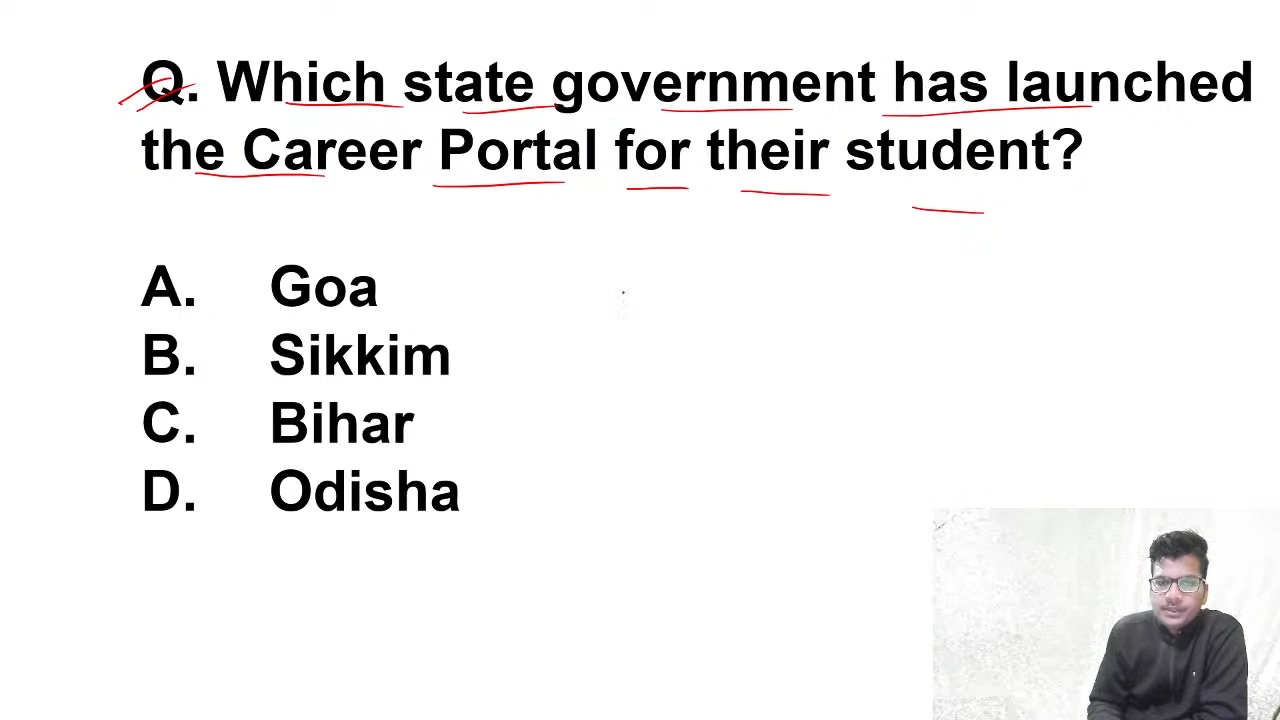 Q. Which state government has launched
the Career Portal for their student?
A. Goa
B. Sikkim
C. Bihar
D. Odisha